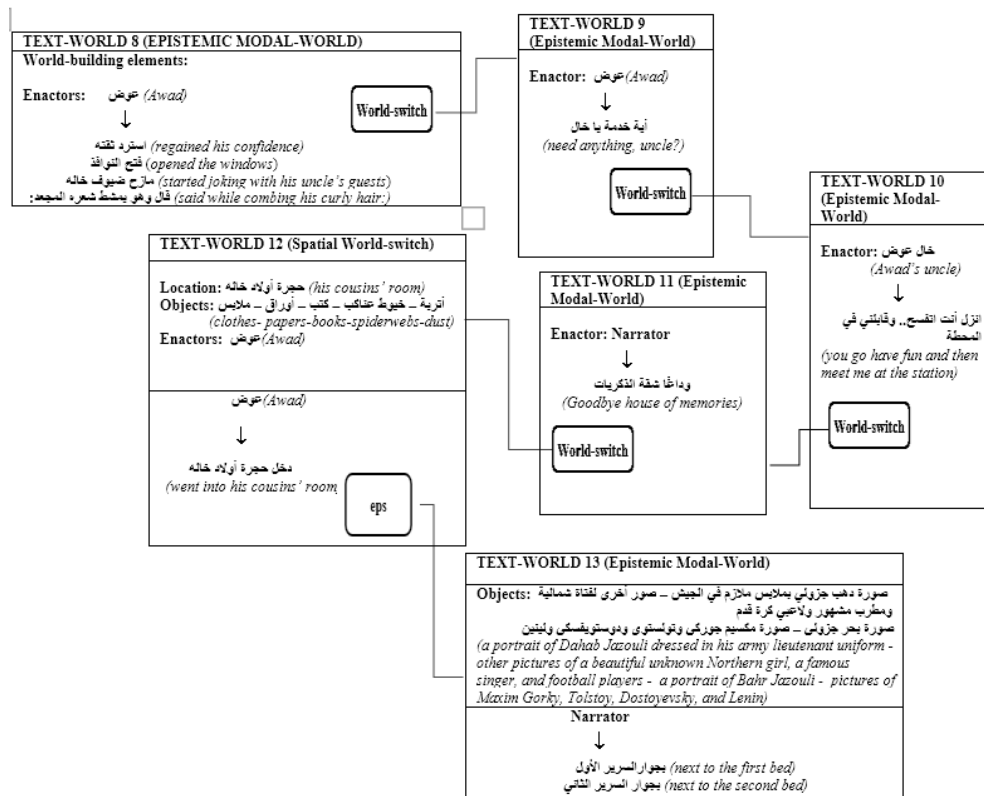 TEXT-WORLD 8 (EPISTEMIC MODAL-WORLD)
World-building elements:
Enactors: عوض (Awad)
↓
استرد ثقته (regained his confidence)
فتح النوافذ (opened the windows)
مازح ضيوف خاله (started joking with his uncle's guests)
قال وهو يمشط شعره المجعد: (said while combing his curly hair:)
World-switch
TEXT-WORLD 9
(Epistemic Modal-World)
Enactor: عوض (Awad)
↓
أية خدمة يا خال
(need anything, uncle?)
World-switch
TEXT-WORLD 10
(Epistemic Modal-
World)
Enactor: خال عوض
(Awad's uncle)
↓
انزل أنت اتفسح.. وقابلني في
المحطة
(you go have fun and then
meet me at the station)
World-switch
TEXT-WORLD 11 (Epistemic
Modal-World)
Enactor: Narrator
↓
وداعًا شقة الذكريات
(Goodbye house of memories)
World-switch
TEXT-WORLD 12 (Spatial World-switch)
Location: حجرة أولاد خاله (his cousins' room)
Objects: أتربة – خيوط عناكب – كتب – أوراق – ملابس
(clothes- papers-books-spiderwebs-dust)
Enactors: عوض (Awad)
عوض (Awad)
↓
دخل حجرة أولاد خاله
(went into his cousins' room
eps
TEXT-WORLD 13 (Epistemic Modal-World)
Objects: صورة دهب جزولي بملابس ملازم في الجيش – صور أخرى لفتاة شمالية
ومطرب مشهور ولاعبي كرة قدم
صورة بحر جزولي – صورة مكسيم جوركي وتولستوي ودوستويفسكي ولينين
(a portrait of Dahab Jazouli dressed in his army lieutenant uniform -
other pictures of a beautiful unknown Northern girl, a famous
singer, and football players - a portrait of Bahr Jazouli - pictures of
Maxim Gorky, Tolstoy, Dostoyevsky, and Lenin)
Narrator
↓
بجوار السرير الأول (next to the first bed)
بجوار السرير الثاني (next to the second bed)